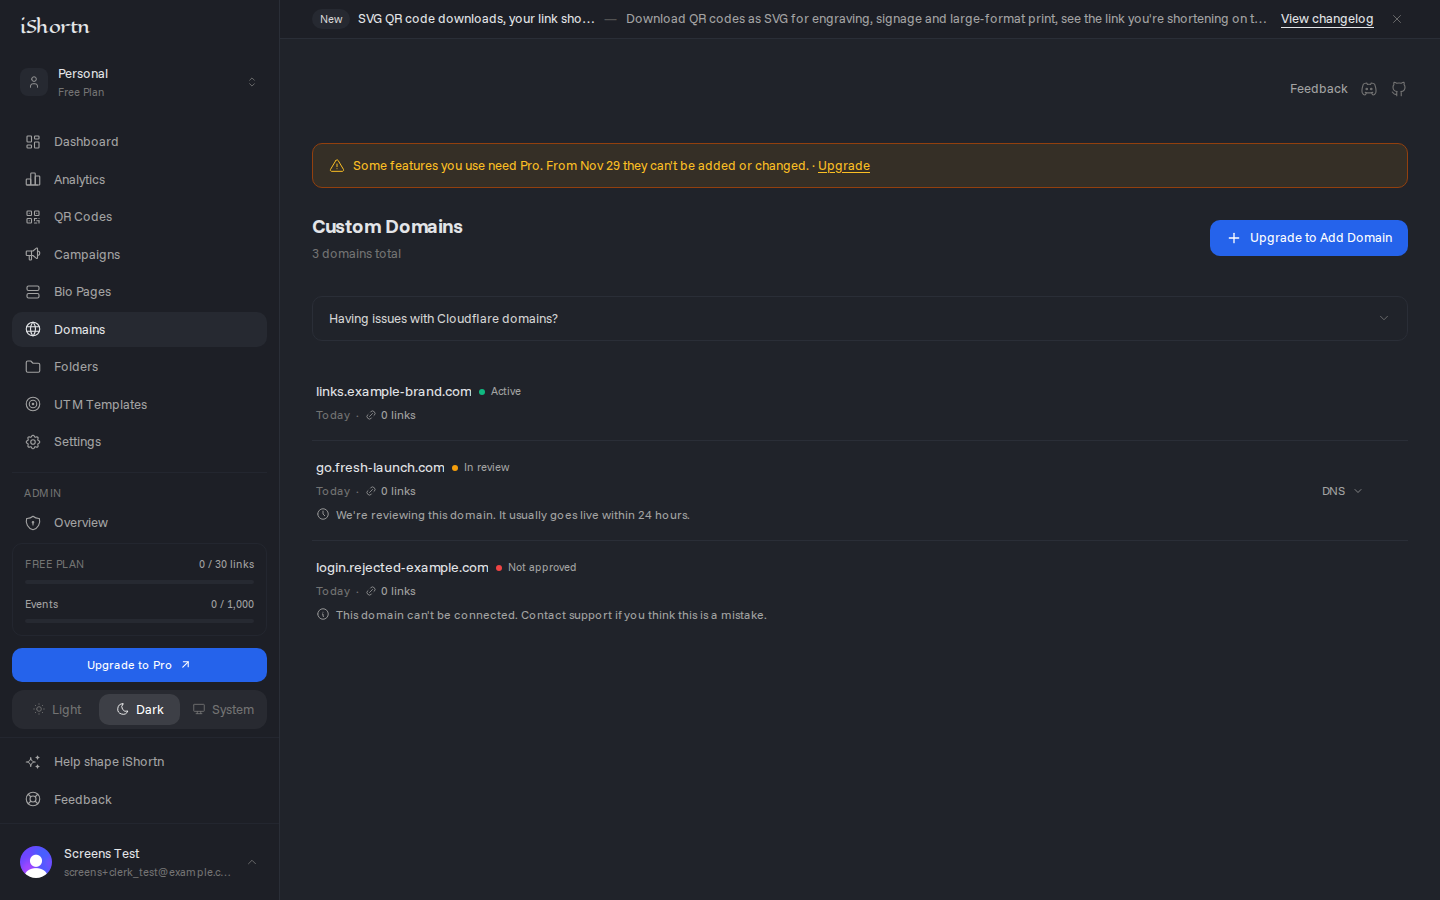 iShortn
Personal
Free Plan
Dashboard
Analytics
QR Codes
Campaigns
Bio Pages
Domains
Folders
UTM Templates
Settings
ADMIN
Overview
FREE PLAN 0 / 30 links
Events 0 / 1,000
Upgrade to Pro
Light Dark System
Help shape iShortn
Feedback
Screens Test
screens+clerk_test@example.c...
New SVG QR code downloads, your link sho... — Download QR codes as SVG for engraving, signage and large-format print, see the link you're shortening on t... View changelog
Feedback
Some features you use need Pro. From Nov 29 they can't be added or changed. · Upgrade
Custom Domains
3 domains total
Upgrade to Add Domain
Having issues with Cloudflare domains?
links.example-brand.com Active
Today · 0 links
go.fresh-launch.com In review
Today · 0 links
DNS
We're reviewing this domain. It usually goes live within 24 hours.
login.rejected-example.com Not approved
Today · 0 links
This domain can't be connected. Contact support if you think this is a mistake.